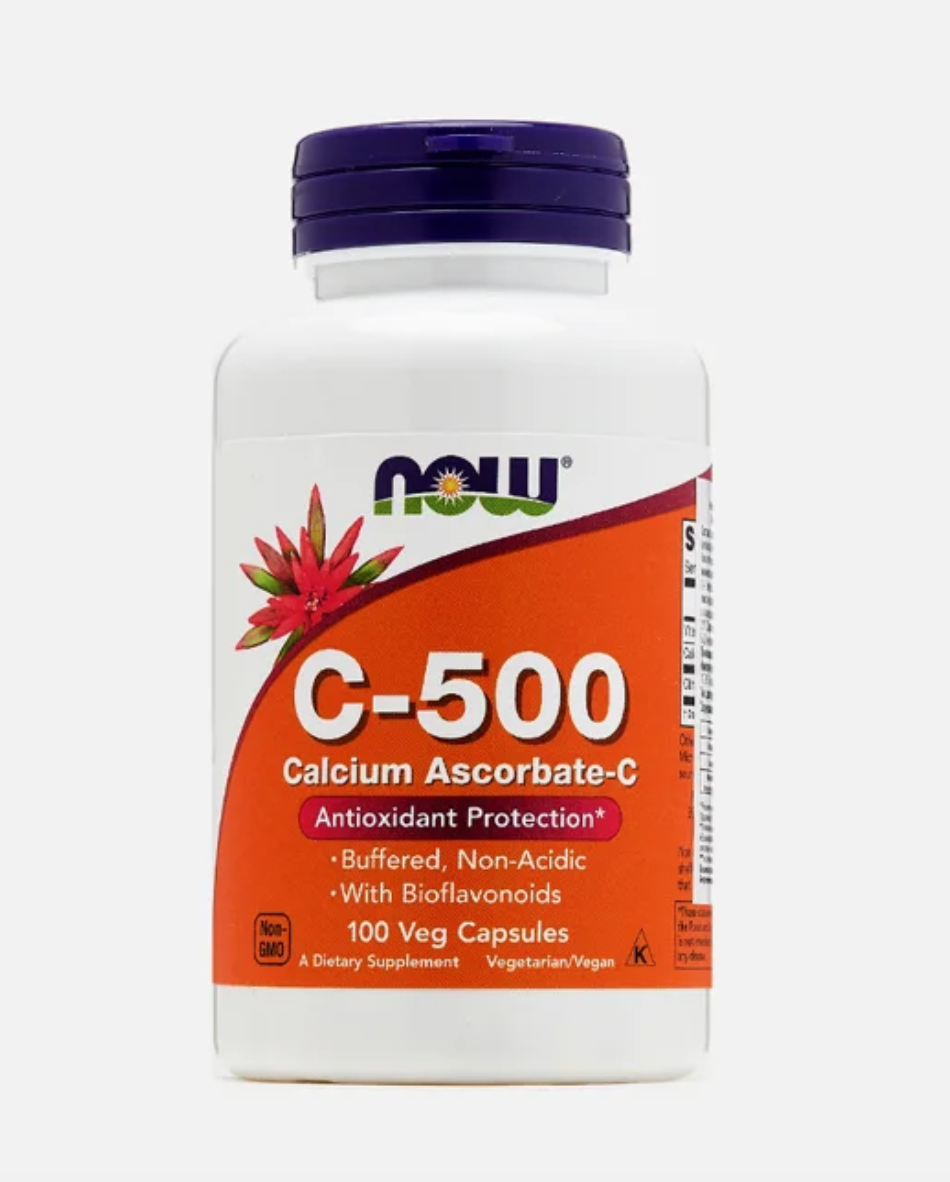 now®
C-500
Calcium Ascorbate-C
Antioxidant Protection*
•Buffered, Non-Acidic
•With Bioflavonoids
100 Veg Capsules
Non-
GMO
A Dietary Supplement Vegetarian/Vegan
K